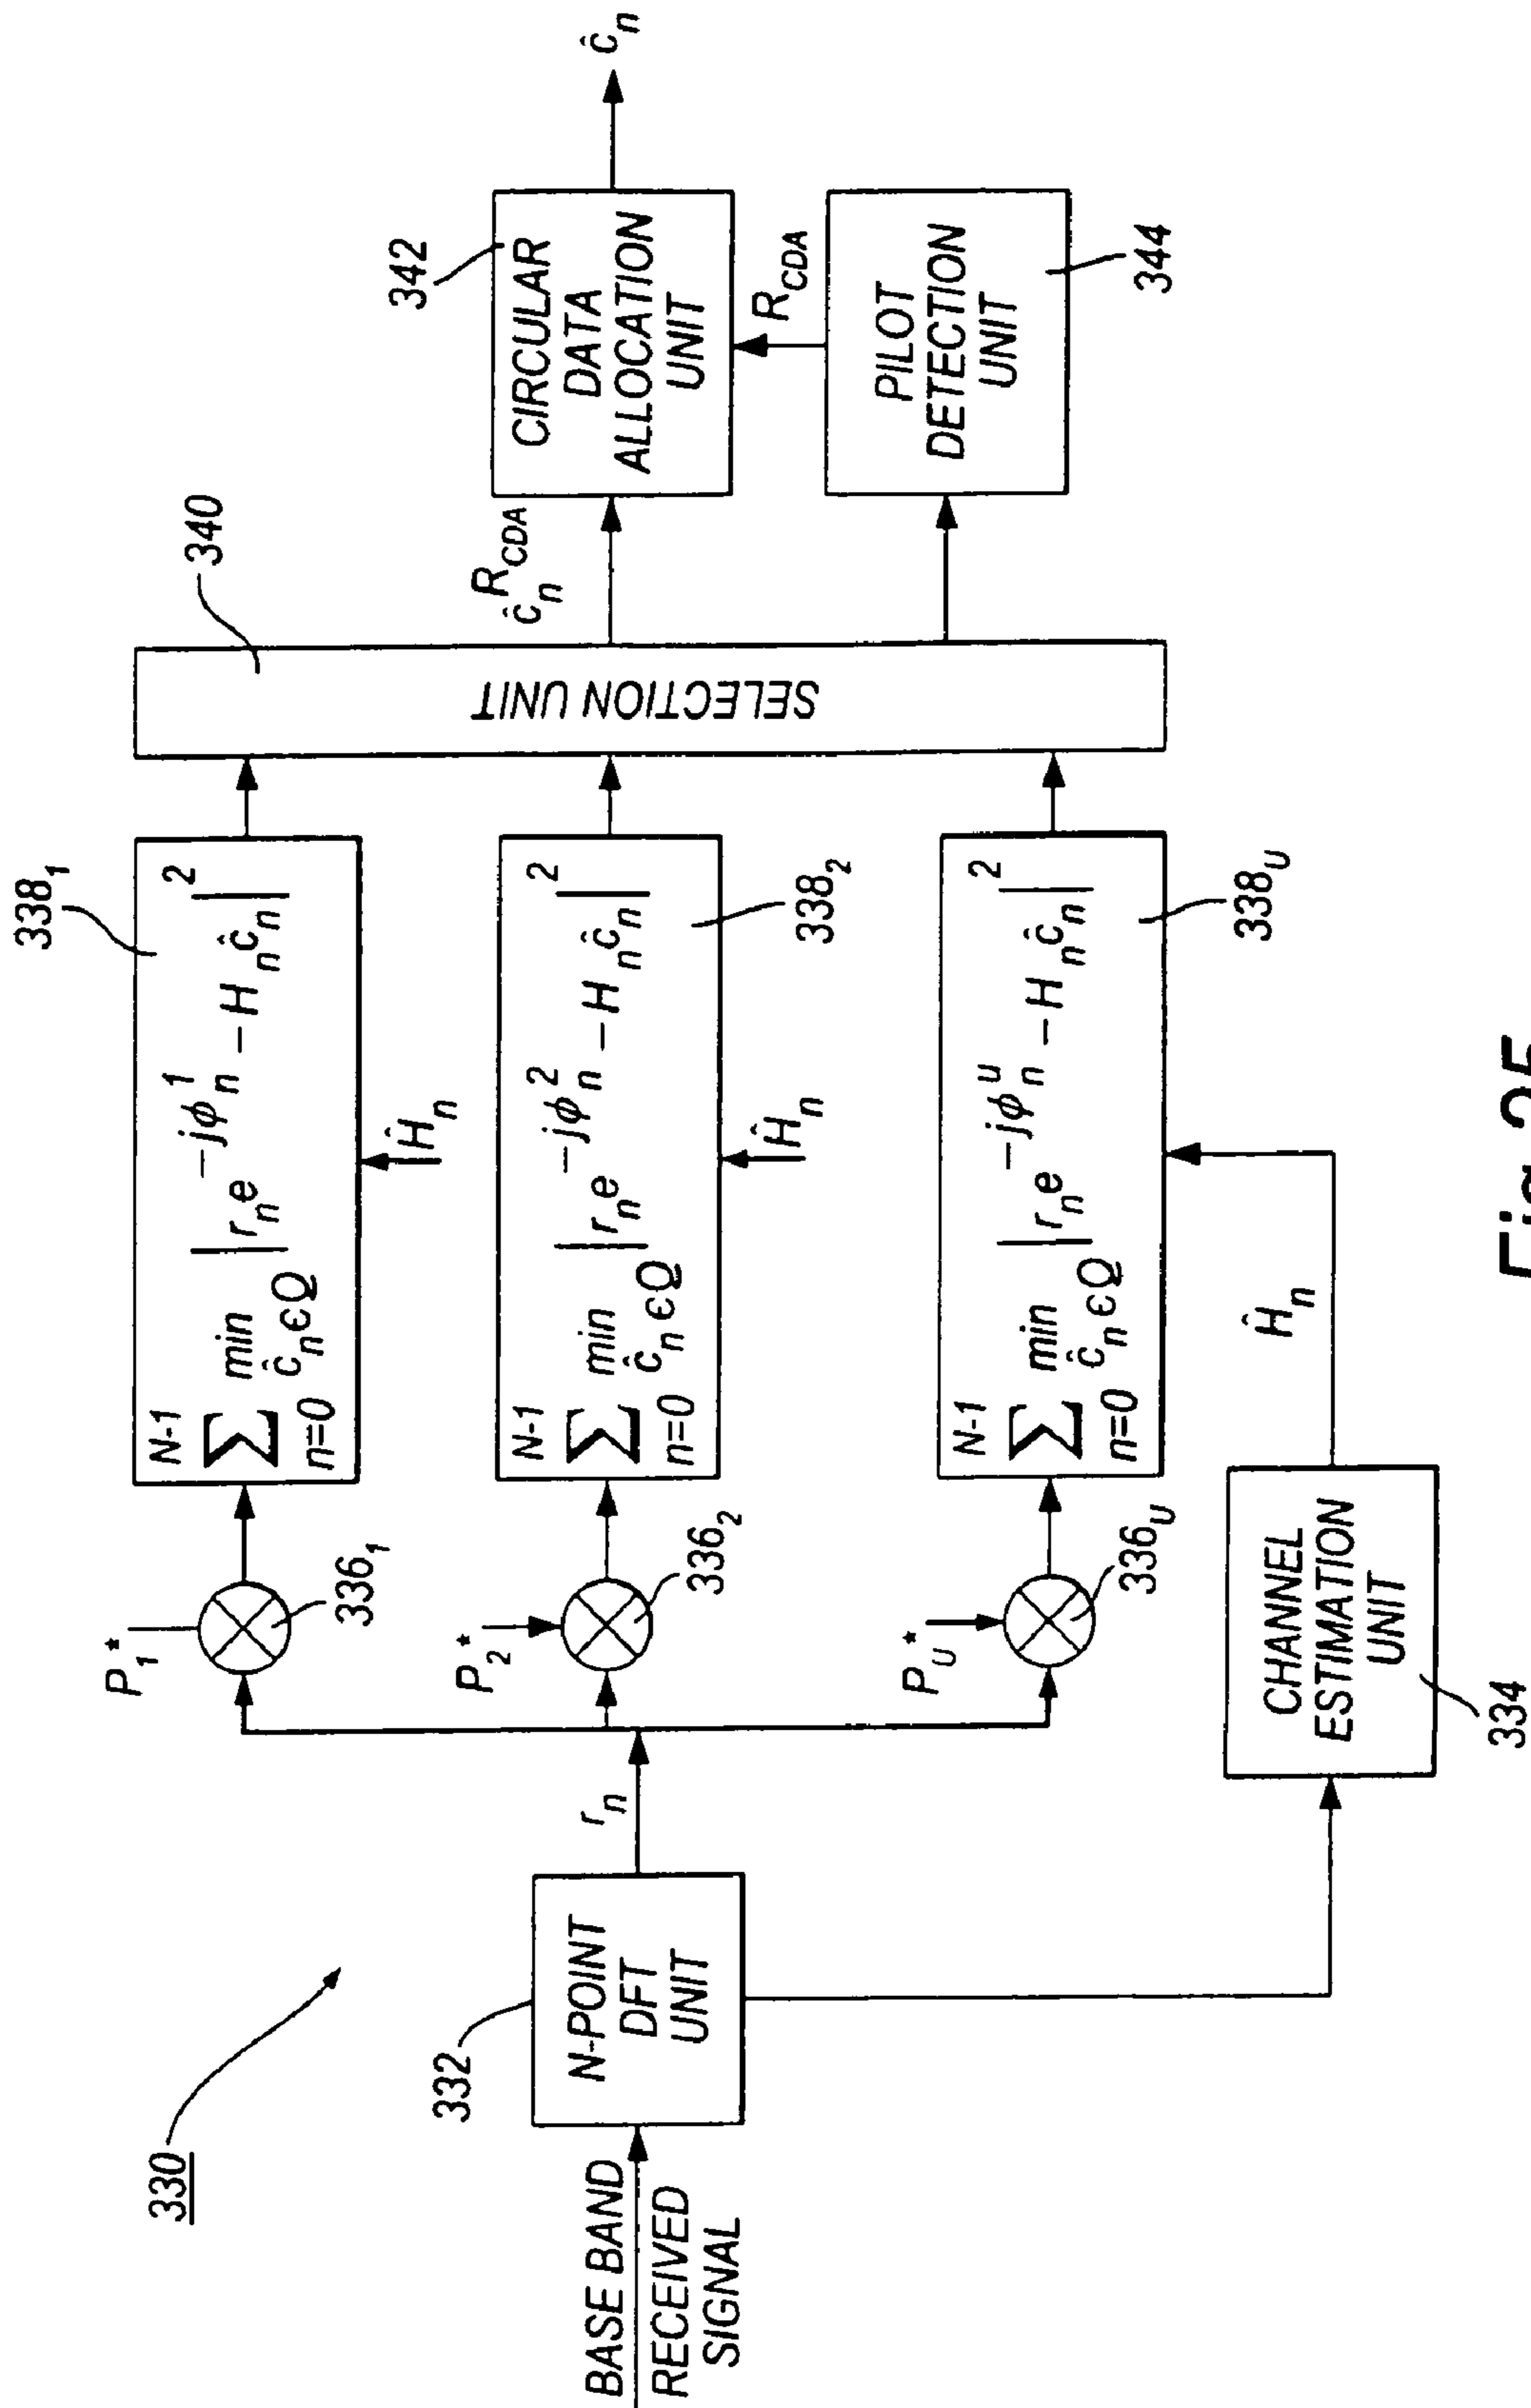 330
BASE BAND
RECEIVED
SIGNAL
332
N-POINT
DFT
UNIT
r_n
P_1*
336_1
P_2*
336_2
P_U*
336_U
CHANNEL
ESTIMATION
UNIT
334
Ĥ_n
338_1
N-1 ∑ n=0 min ĉ_n ϵQ |r_n e^{-jϕ_n^1} - H_n ĉ_n|^2
Ĥ_n
338_2
N-1 ∑ n=0 min ĉ_n ϵQ |r_n e^{-jϕ_n^2} - H_n ĉ_n|^2
Ĥ_n
338_U
N-1 ∑ n=0 min ĉ_n ϵQ |r_n e^{-jϕ_n^u} - H_n ĉ_n|^2
340
SELECTION UNIT
ĉ_n^{R_CDA}
342
CIRCULAR
DATA
ALLOCATION
UNIT
ĉ_n
R_CDA
PILOT
DETECTION
UNIT
344